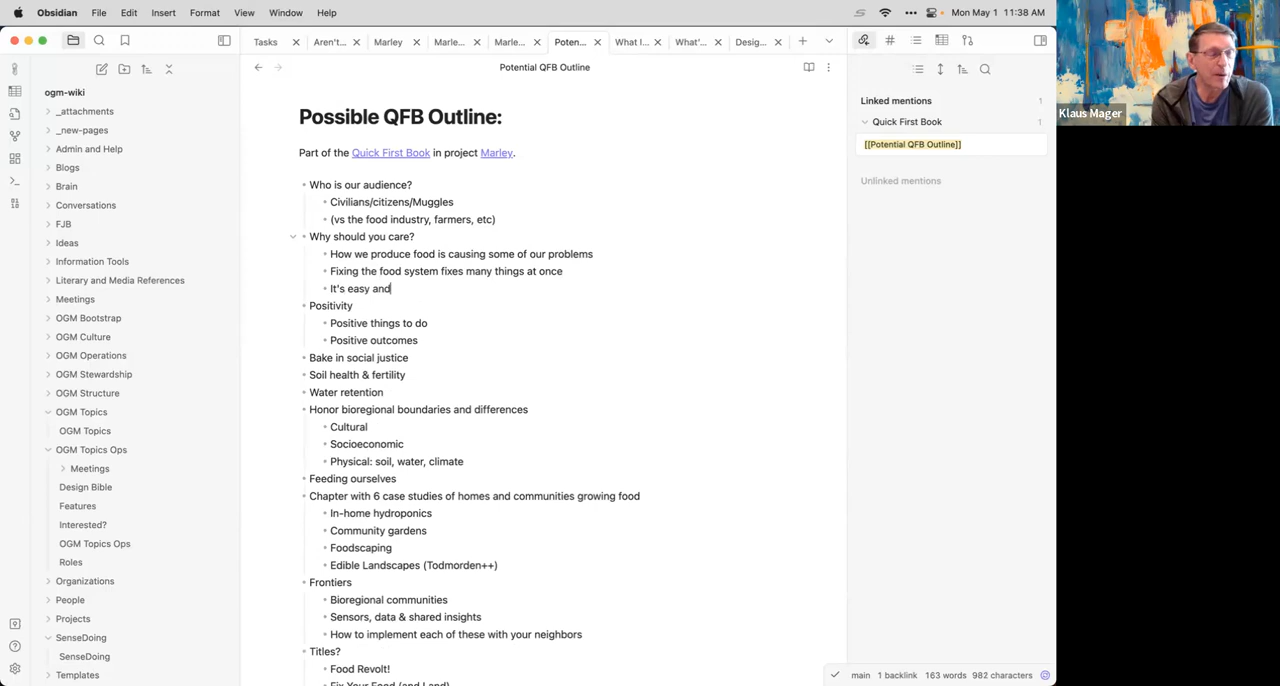 Obsidian File Edit Insert Format View Window Help
Mon May 1 11:38 AM
Tasks
Aren't...
Marley
Marle...
Marle...
Poten...
What I...
What'...
Desig...
Potential QFB Outline
ogm-wiki
_attachments
_new-pages
Admin and Help
Blogs
Brain
Conversations
FJB
Ideas
Information Tools
Literary and Media References
Meetings
OGM Bootstrap
OGM Culture
OGM Operations
OGM Stewardship
OGM Structure
OGM Topics
OGM Topics
OGM Topics Ops
Meetings
Design Bible
Features
Interested?
OGM Topics Ops
Roles
Organizations
People
Projects
SenseDoing
SenseDoing
Templates
Possible QFB Outline:
Part of the Quick First Book in project Marley.
Who is our audience?
Civilians/citizens/Muggles
(vs the food industry, farmers, etc)
Why should you care?
How we produce food is causing some of our problems
Fixing the food system fixes many things at once
It's easy and
Positivity
Positive things to do
Positive outcomes
Bake in social justice
Soil health & fertility
Water retention
Honor bioregional boundaries and differences
Cultural
Socioeconomic
Physical: soil, water, climate
Feeding ourselves
Chapter with 6 case studies of homes and communities growing food
In-home hydroponics
Community gardens
Foodscaping
Edible Landscapes (Todmorden++)
Frontiers
Bioregional communities
Sensors, data & shared insights
How to implement each of these with your neighbors
Titles?
Food Revolt!
Fix Your Food (and Land)
Linked mentions 1
Quick First Book 1
[[Potential QFB Outline]]
Unlinked mentions
main 1 backlink 163 words 982 characters
Klaus Mager